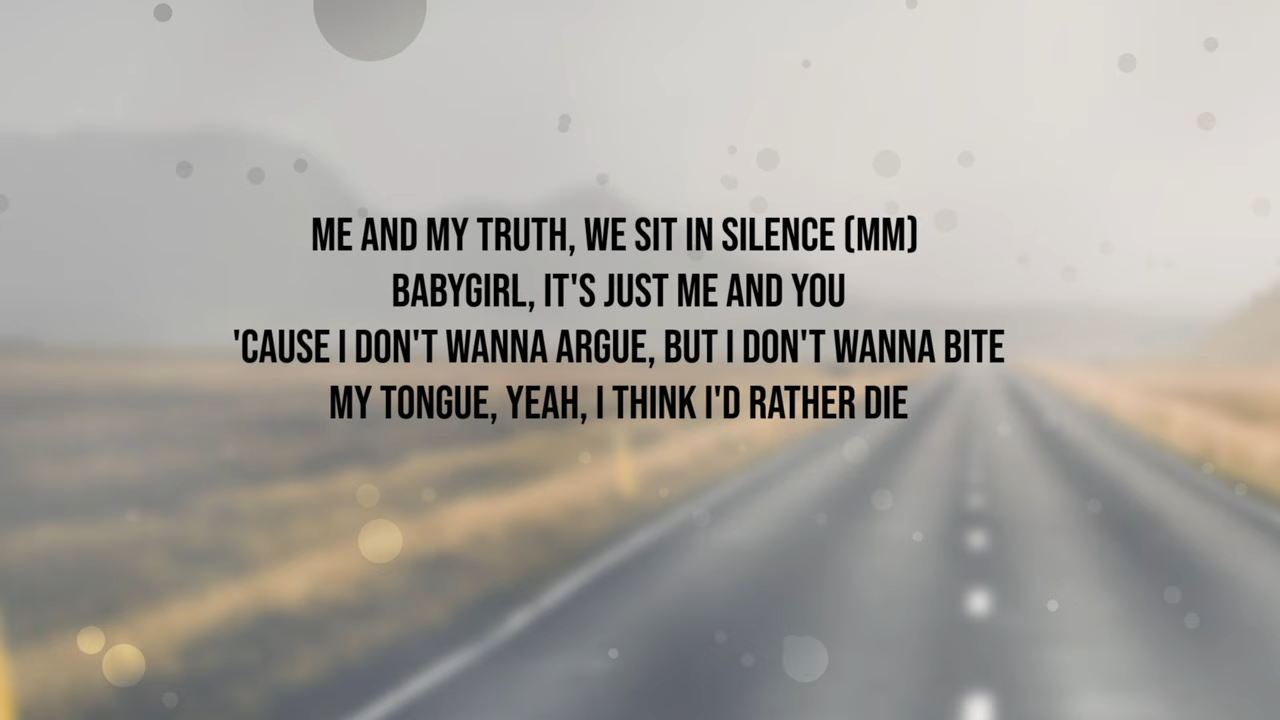 ME AND MY TRUTH, WE SIT IN SILENCE (MM)
BABYGIRL, IT'S JUST ME AND YOU
'CAUSE I DON'T WANNA ARGUE, BUT I DON'T WANNA BITE
MY TONGUE, YEAH, I THINK I'D RATHER DIE